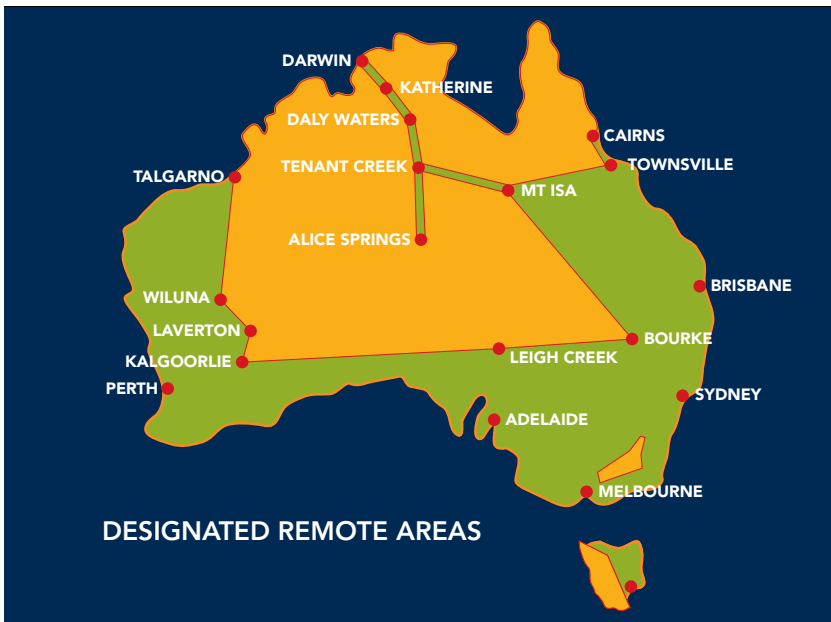 DARWIN
KATHERINE
DALY WATERS
CAIRNS
TENANT CREEK
TOWNSVILLE
TALGARNO
MT ISA
ALICE SPRINGS
BRISBANE
WILUNA
LAVERTON
BOURKE
LEIGH CREEK
KALGOORLIE
PERTH
SYDNEY
ADELAIDE
MELBOURNE
DESIGNATED REMOTE AREAS